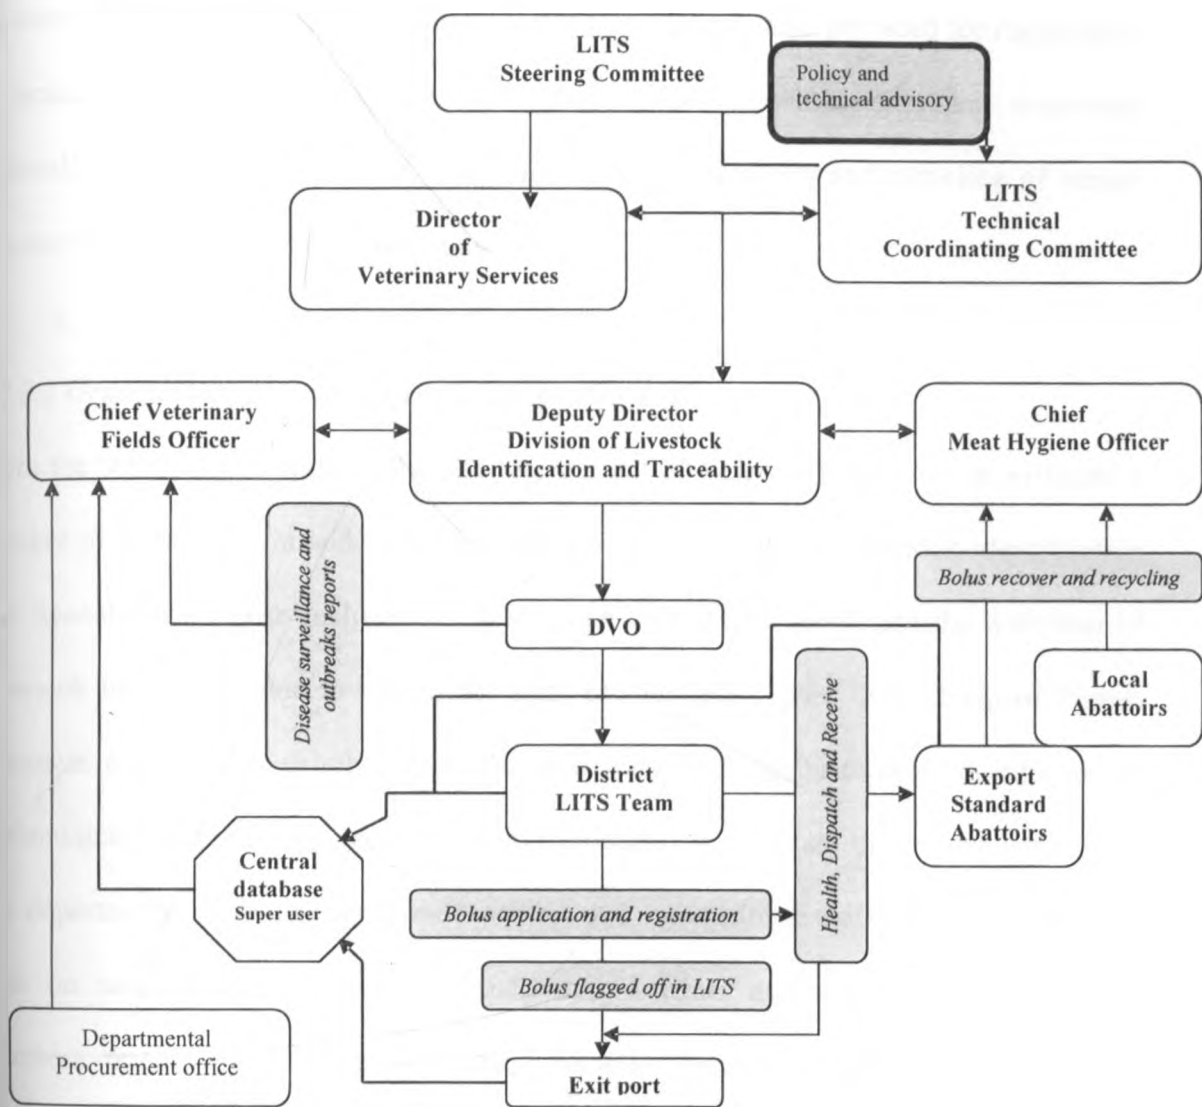 LITS
Steering Committee
Policy and
technical advisory
LITS
Technical
Coordinating Committee
Director
of
Veterinary Services
Chief Veterinary
Fields Officer
Deputy Director
Division of Livestock
Identification and Traceability
Chief
Meat Hygiene Officer
Disease surveillance and
outbreaks reports
Bolus recover and recycling
DVO
Health, Dispatch and Receive
Local
Abattoirs
District
LITS Team
Export
Standard
Abattoirs
Central
database
Super user
Bolus application and registration
Bolus flagged off in LITS
Departmental
Procurement office
Exit port